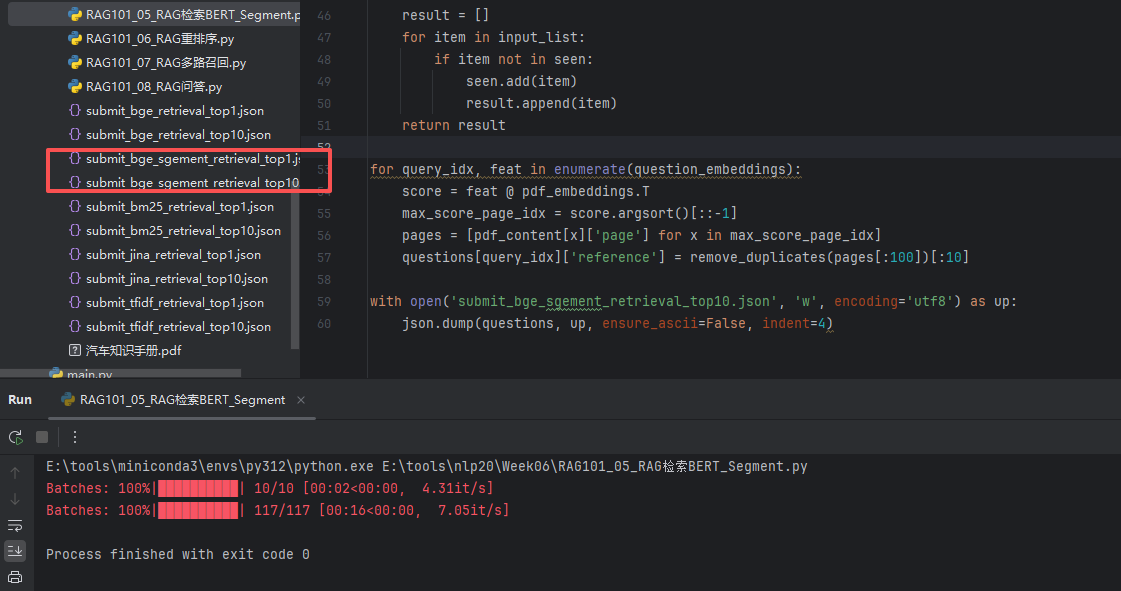 RAG101_05_RAG检索BERT_Segment.p
RAG101_06_RAG重排序.py
RAG101_07_RAG多路召回.py
RAG101_08_RAG问答.py
submit_bge_retrieval_top1.json
submit_bge_retrieval_top10.json
submit_bge_sgement_retrieval_top1.js
submit_bge_sgement_retrieval_top10
submit_bm25_retrieval_top1.json
submit_bm25_retrieval_top10.json
submit_jina_retrieval_top1.json
submit_jina_retrieval_top10.json
submit_tfidf_retrieval_top1.json
submit_tfidf_retrieval_top10.json
汽车知识手册.pdf
main.py
46 result = []
47 for item in input_list:
48 if item not in seen:
49 seen.add(item)
50 result.append(item)
51 return result
52
53 for query_idx, feat in enumerate(question_embeddings):
54 score = feat @ pdf_embeddings.T
55 max_score_page_idx = score.argsort()[::-1]
56 pages = [pdf_content[x]['page'] for x in max_score_page_idx]
57 questions[query_idx]['reference'] = remove_duplicates(pages[:100])[:10]
58
59 with open('submit_bge_sgement_retrieval_top10.json', 'w', encoding='utf8') as up:
60 json.dump(questions, up, ensure_ascii=False, indent=4)
Run RAG101_05_RAG检索BERT_Segment ×
E:\tools\miniconda3\envs\py312\python.exe E:\tools\nlp20\Week06\RAG101_05_RAG检索BERT_Segment.py
Batches: 100%|██████████| 10/10 [00:02<00:00, 4.31it/s]
Batches: 100%|██████████| 117/117 [00:16<00:00, 7.05it/s]
Process finished with exit code 0